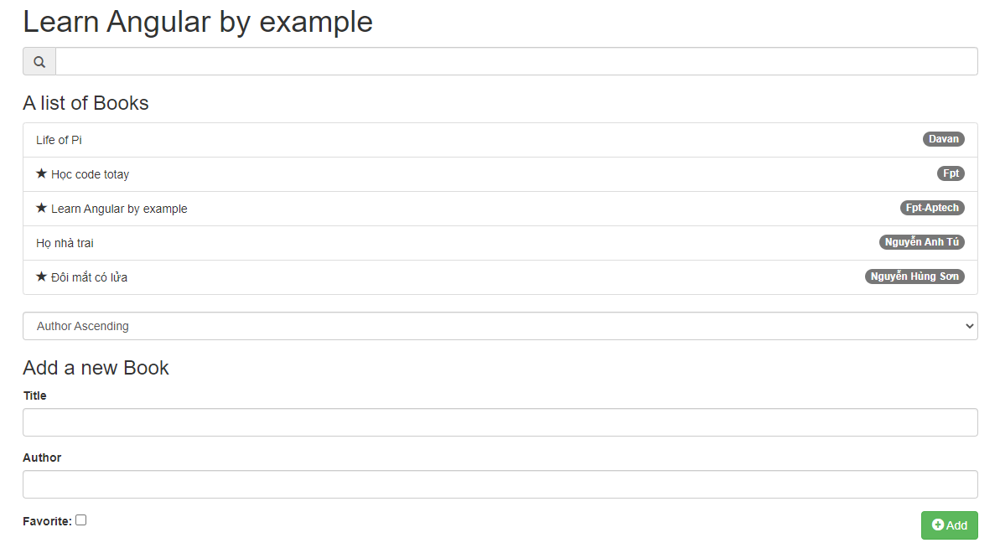 Learn Angular by example
A list of Books
Life of Pi Davan
★ Học code totay Fpt
★ Learn Angular by example Fpt-Aptech
Họ nhà trai Nguyễn Anh Tú
★ Đôi mắt có lửa Nguyễn Hùng Sơn
Author Ascending
Add a new Book
Title
Author
Favorite: Add